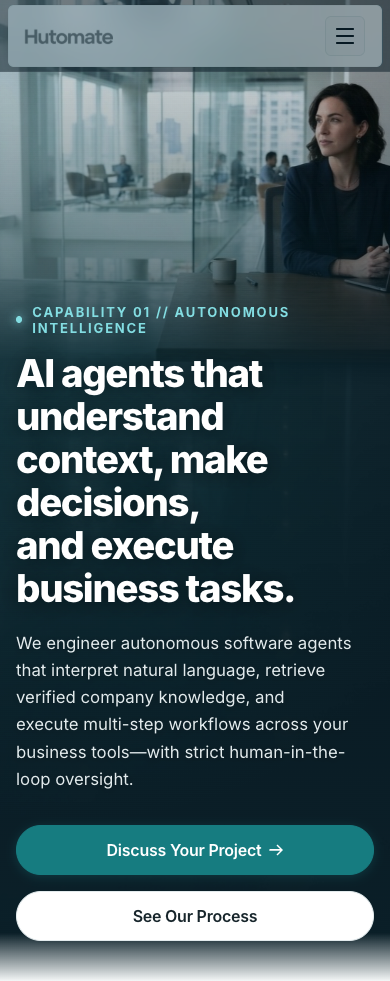 Hutomate
CAPABILITY 01 // AUTONOMOUS
INTELLIGENCE
AI agents that
understand
context, make
decisions,
and execute
business tasks.
We engineer autonomous software agents
that interpret natural language, retrieve
verified company knowledge, and
execute multi-step workflows across your
business tools—with strict human-in-the-
loop oversight.
Discuss Your Project →
See Our Process